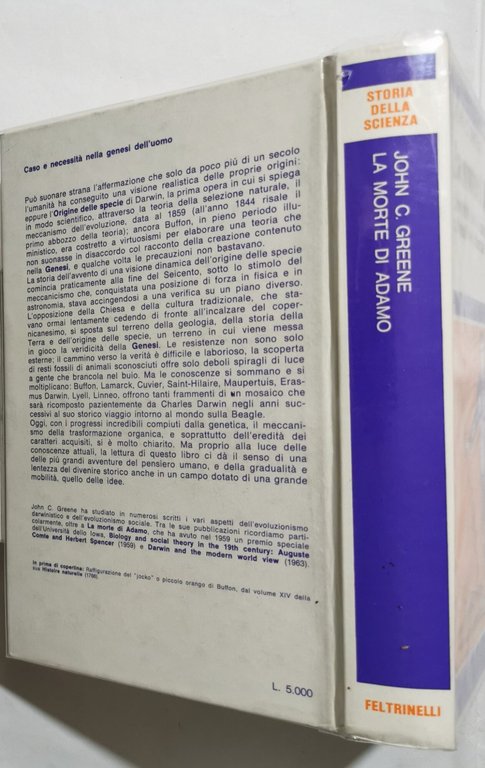 Caso e necessità nella genesi dell'uomo
Può suonare strana l'affermazione che solo da poco piú di un secolo
l'umanità ha conseguito una visione realistica delle proprie origini:
eppure l'Origine delle specie di Darwin, la prima opera in cui si spiega
in modo scientifico, attraverso la teoria della selezione naturale, il
meccanismo dell'evoluzione, data al 1859 (all'anno 1844 risale il
primo abbozzo della teoria); ancora Buffon, in pieno periodo illu-
ministico, era costretto a virtuosismi per elaborare una teoria che
non suonasse in disaccordo col racconto della creazione contenuto
nella Genesi, e qualche volta le precauzioni non bastavano.
La storia dell'avvento di una visione dinamica dell'origine delle specie
comincia praticamente alla fine del Seicento, sotto lo stimolo del
meccanicismo che, conquistata una posizione di forza in fisica e in
astronomia, stava accingendosi a una verifica su un piano diverso.
L'opposizione della Chiesa e della cultura tradizionale, che sta-
vano ormai lentamente cedendo di fronte all'incalzare del coper-
nicanesimo, si sposta sul terreno della geologia, della storia della
Terra e dell'origine delle specie, un terreno in cui viene messa
in gioco la veridicità della Genesi. Le resistenze non sono solo
esterne: il cammino verso la verità è difficile e laborioso, la scoperta
di resti fossili di animali sconosciuti offre solo deboli spiragli di luce
a gente che brancola nel buio. Ma le conoscenze si sommano e si
moltiplicano: Buffon, Lamarck, Cuvier, Saint-Hilaire, Maupertuis, Eras-
mus Darwin, Lyell, Linneo, offrono tanti frammenti di un mosaico che
sarà ricomposto pazientemente da Charles Darwin negli anni suc-
cessivi al suo storico viaggio intorno al mondo sulla Beagle.
Oggi, con i progressi incredibili compiuti dalla genetica, il meccani-
smo della trasformazione organica, e soprattutto dell'eredità dei
caratteri acquisiti, si è molto chiarito. Ma proprio alla luce delle
conoscenze attuali, la lettura di questo libro ci dà il senso di una
delle piú grandi avventure del pensiero umano, e della gradualità e
lentezza del divenire storico anche in un campo dotato di una grande
mobilità, quello delle idee.
John C. Greene ha studiato in numerosi scritti i vari aspetti dell'evoluzionismo
darwinistico e dell'evoluzionismo sociale. Tra le sue pubblicazioni ricordiamo parti-
colarmente, oltre a La morte di Adamo, che ha avuto nel 1959 un premio speciale
dell'Università dello Iowa, Biology and social theory in the 19th century: Auguste
Comte and Herbert Spencer (1959) e Darwin and the modern world view (1963).
In prima di copertina: Raffigurazione del "jocko" o piccolo orango di Buffon, dal volume XIV della
sua Histoire naturelle (1766).
L. 5.000
STORIA
DELLA
SCIENZA
JOHN C. GREENE
LA MORTE DI ADAMO
FELTRINELLI